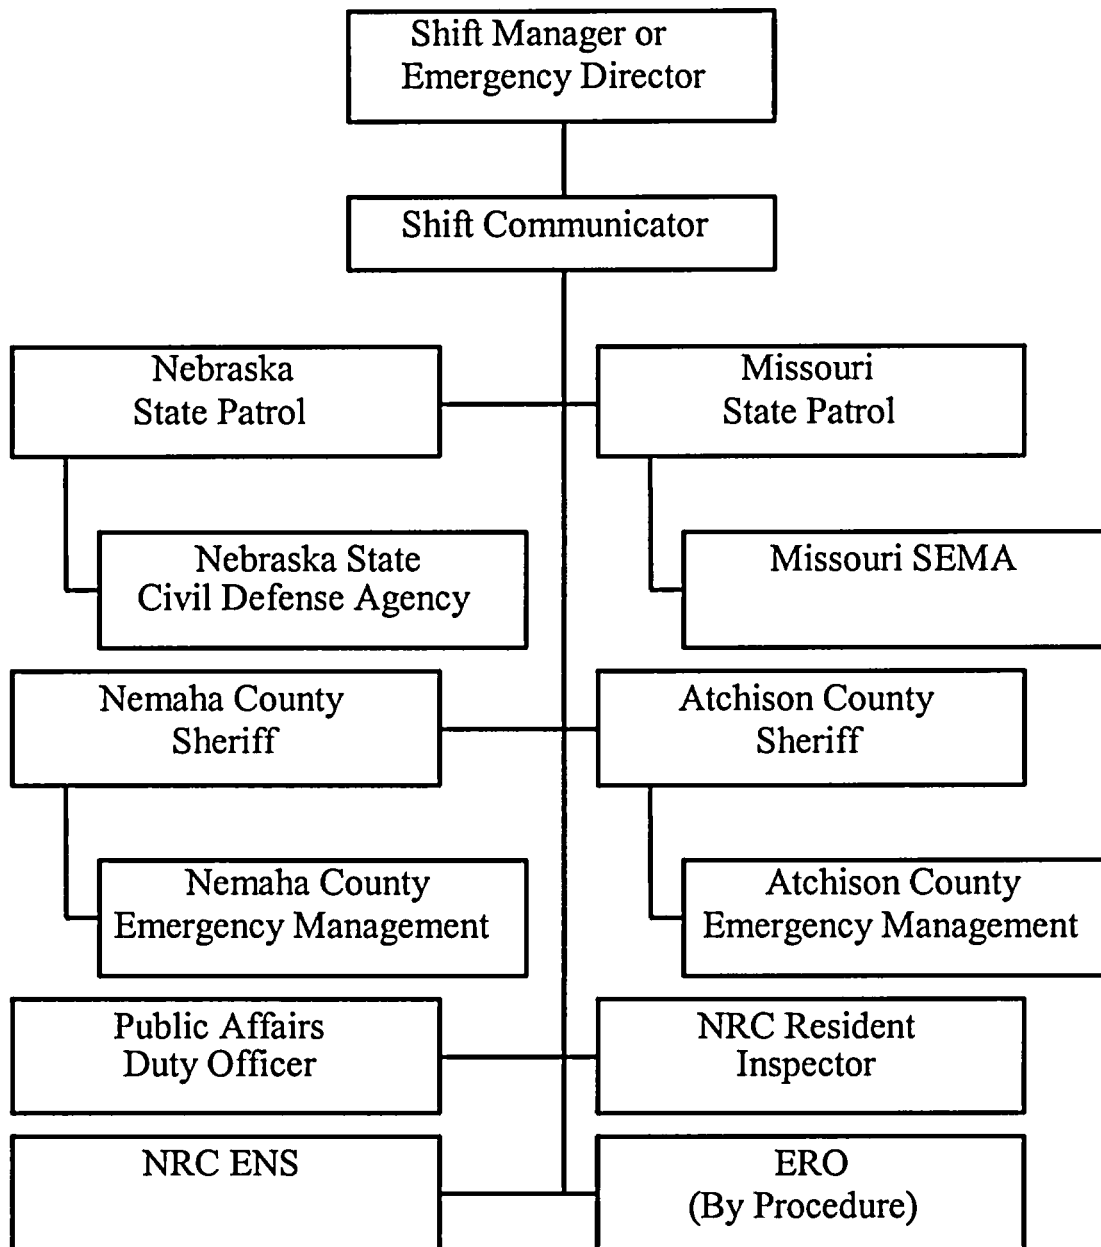 Shift Manager or
Emergency Director
Shift Communicator
Nebraska
State Patrol
Missouri
State Patrol
Nebraska State
Civil Defense Agency
Missouri SEMA
Nemaha County
Sheriff
Atchison County
Sheriff
Nemaha County
Emergency Management
Atchison County
Emergency Management
Public Affairs
Duty Officer
NRC Resident
Inspector
NRC ENS
ERO
(By Procedure)